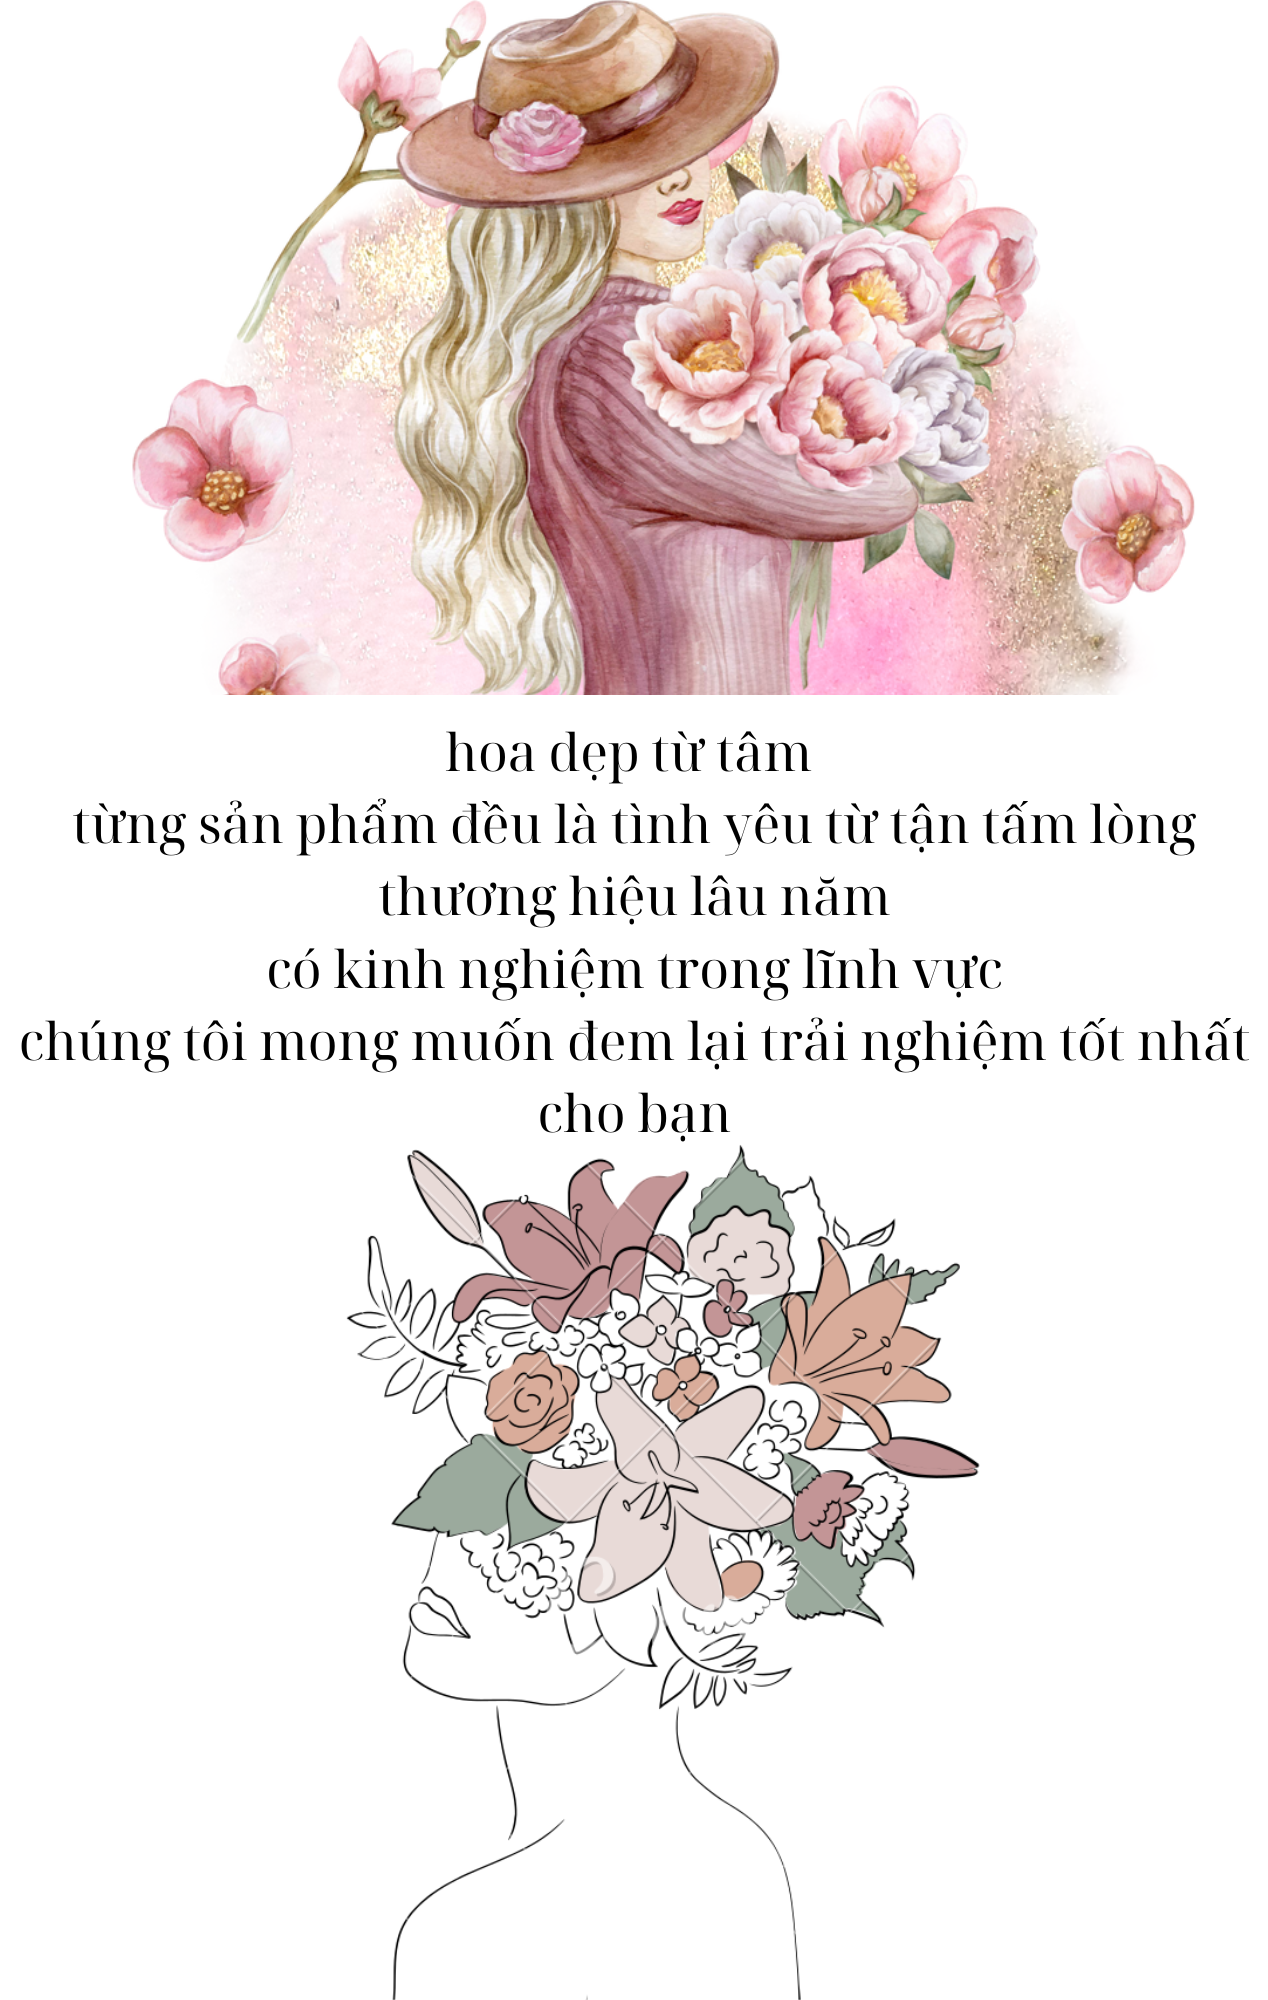 hoa dẹp từ tâm
từng sản phẩm đều là tình yêu từ tận tấm lòng
thương hiệu lâu năm
có kinh nghiệm trong lĩnh vực
chúng tôi mong muốn đem lại trải nghiệm tốt nhất
cho bạn